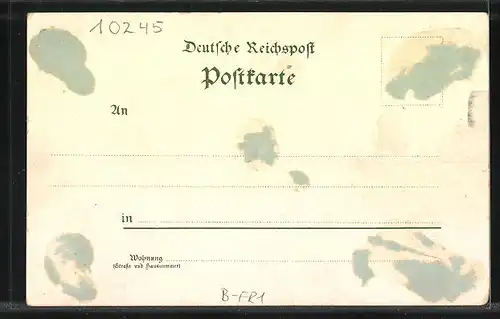 10245
Deutsche Reichspost
Postkarte
An
in
Wohnung
(Straße und Hausnummer)
B-FR1